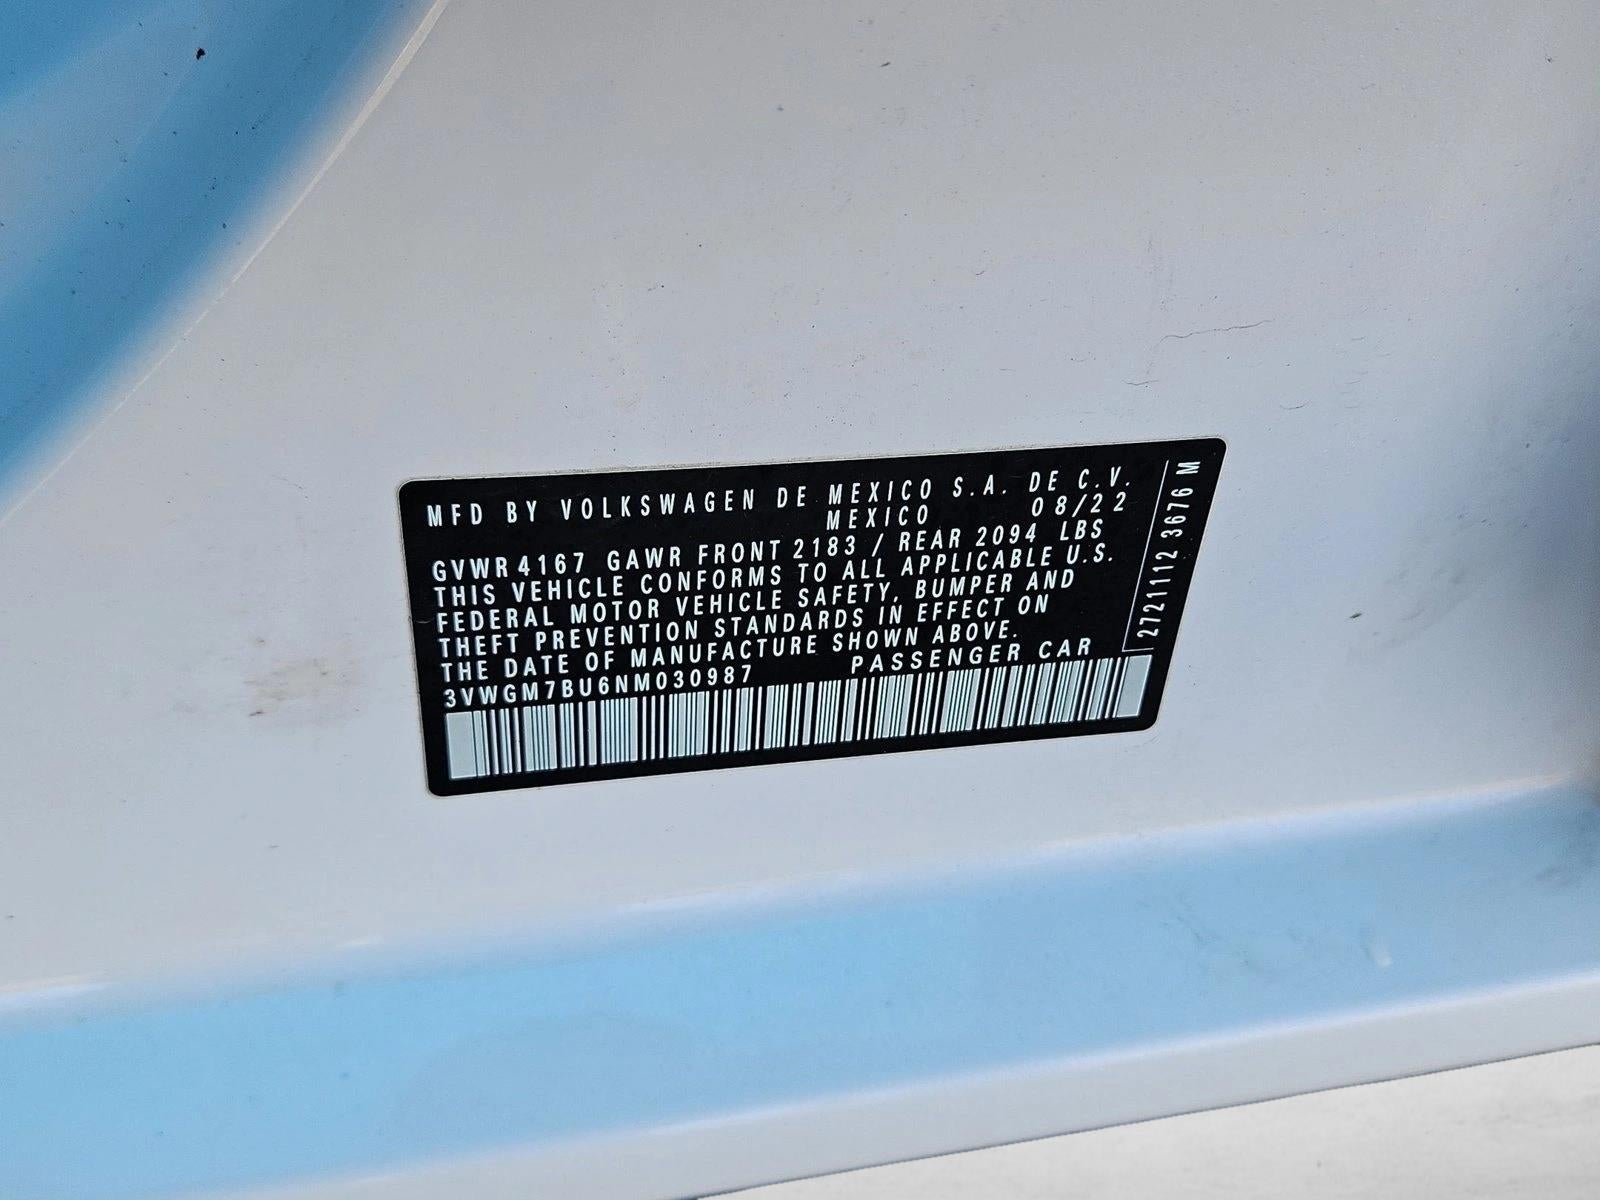 MFD BY VOLKSWAGEN DE MEXICO S.A. DE C.V.
MEXICO 08/22
GVWR 4167 GAWR FRONT 2183 / REAR 2094 LBS
THIS VEHICLE CONFORMS TO ALL APPLICABLE U.S.
FEDERAL MOTOR VEHICLE SAFETY, BUMPER AND
THEFT PREVENTION STANDARDS IN EFFECT ON
THE DATE OF MANUFACTURE SHOWN ABOVE.
3VWGM7BU6NM030987 PASSENGER CAR
2721112 3676 M